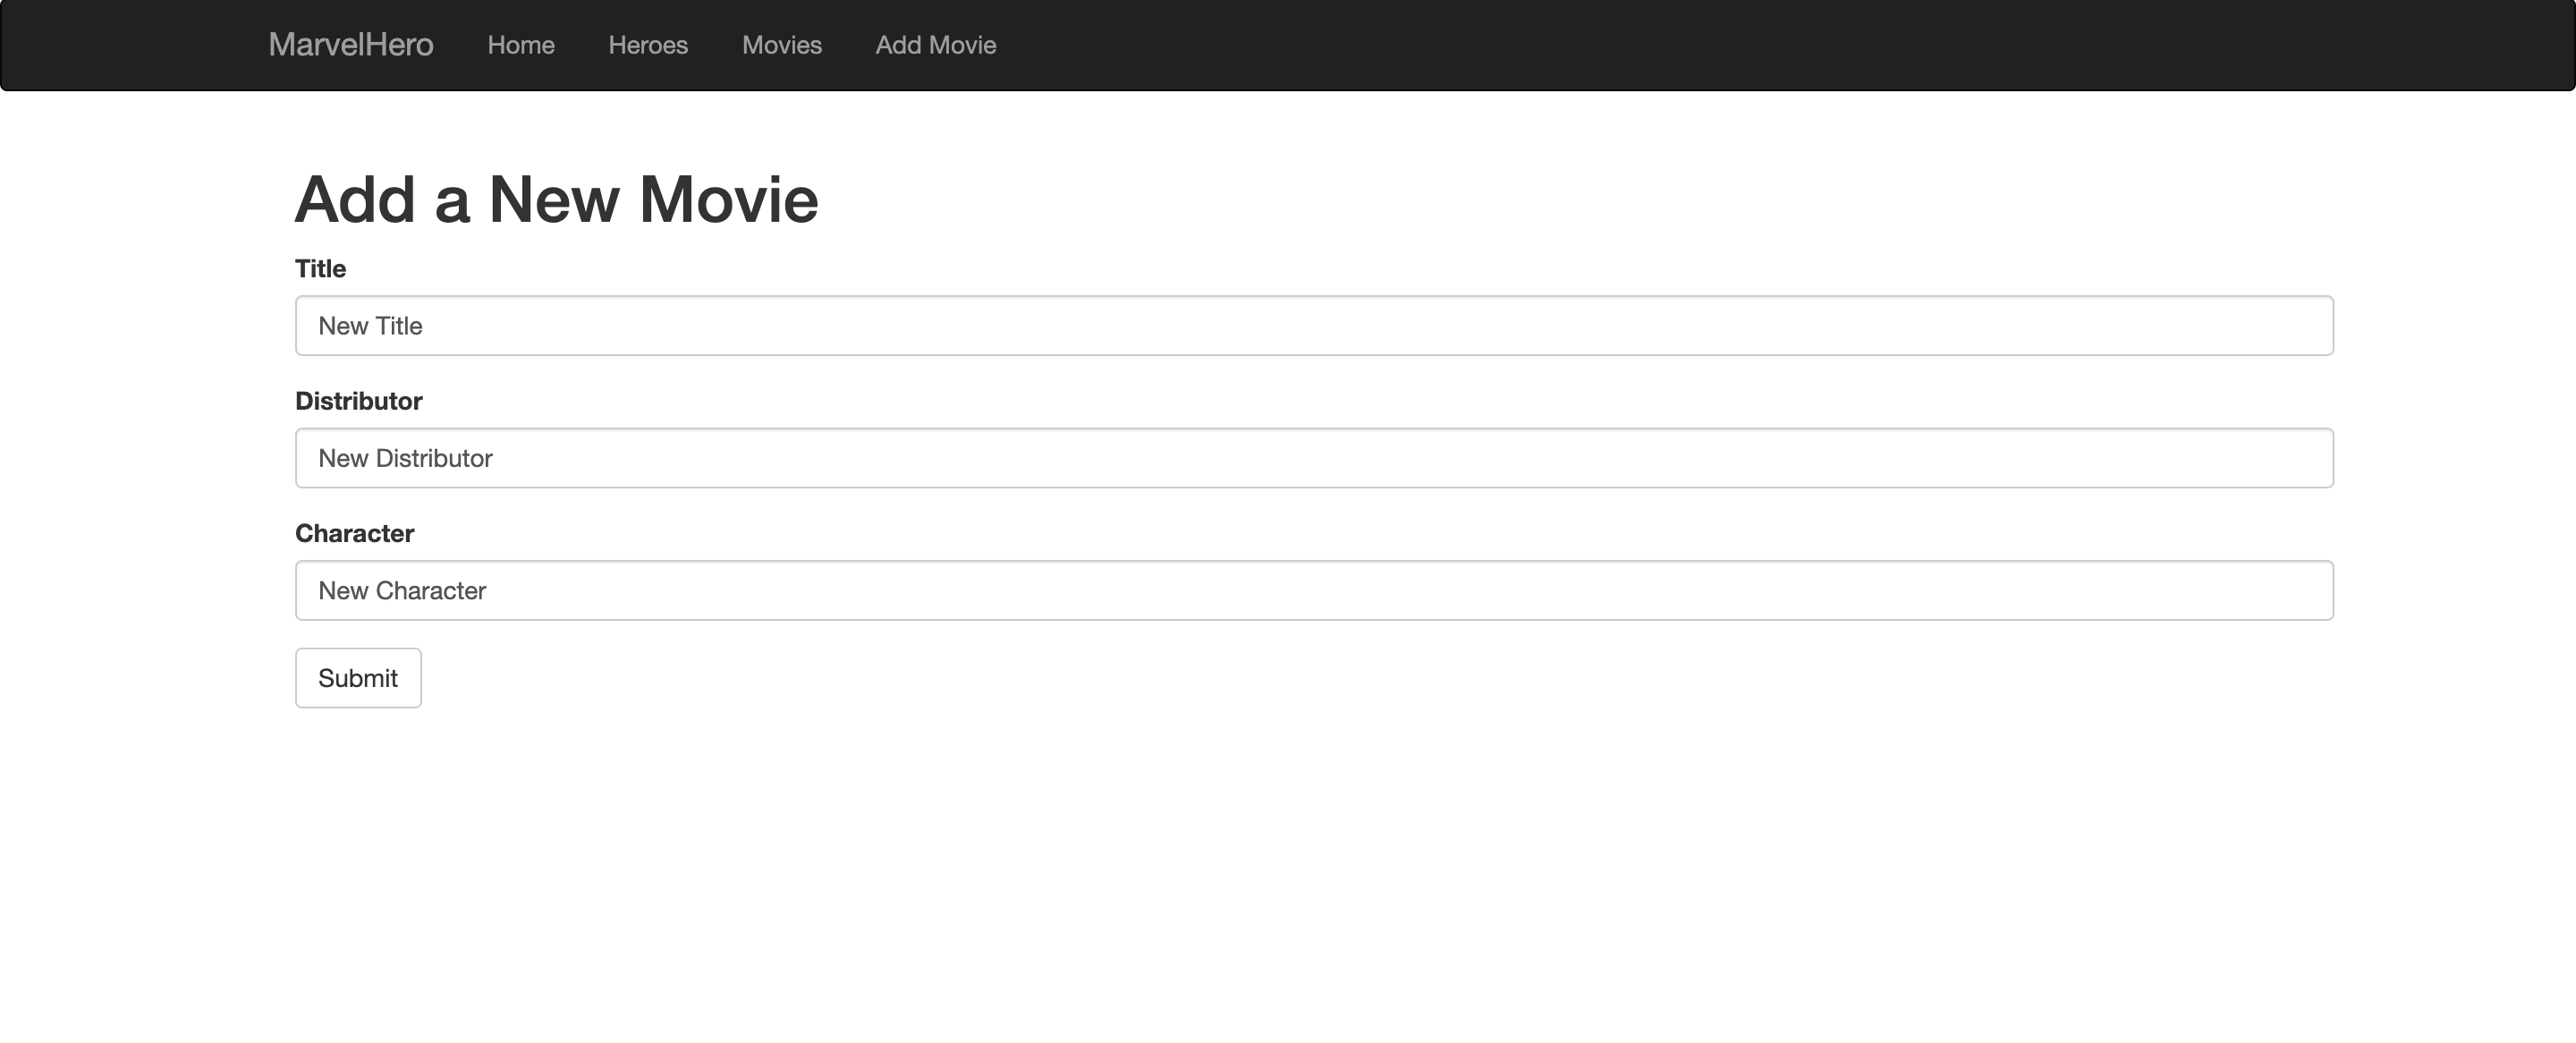 MarvelHero Home Heroes Movies Add Movie
Add a New Movie
Title
New Title
Distributor
New Distributor
Character
New Character
Submit